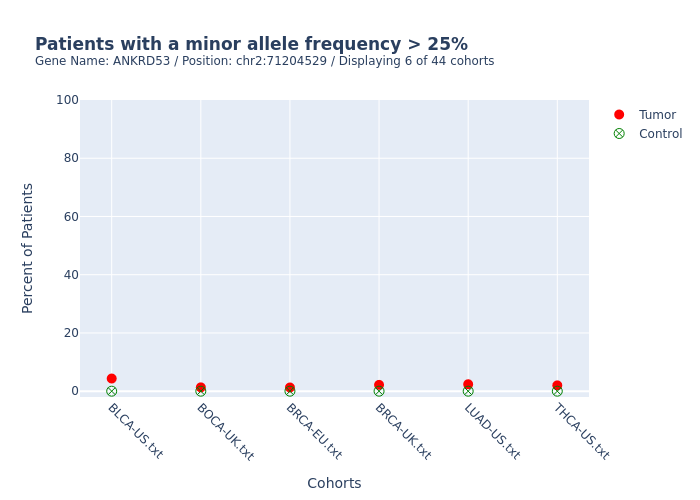 Patients with a minor allele frequency > 25%
Gene Name: ANKRD53 / Position: chr2:71204529 / Displaying 6 of 44 cohorts
100
80
60
40
20
0
Percent of Patients
BLCA-US.txt
BOCA-UK.txt
BRCA-EU.txt
BRCA-UK.txt
LUAD-US.txt
THCA-US.txt
Cohorts
Tumor
Control